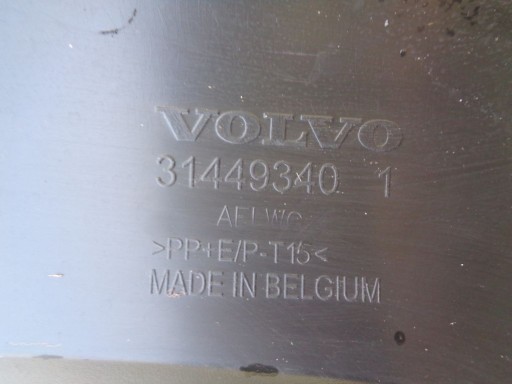 VOLVO
31449340 1
>PP+E/P-T15<
MADE IN BELGIUM